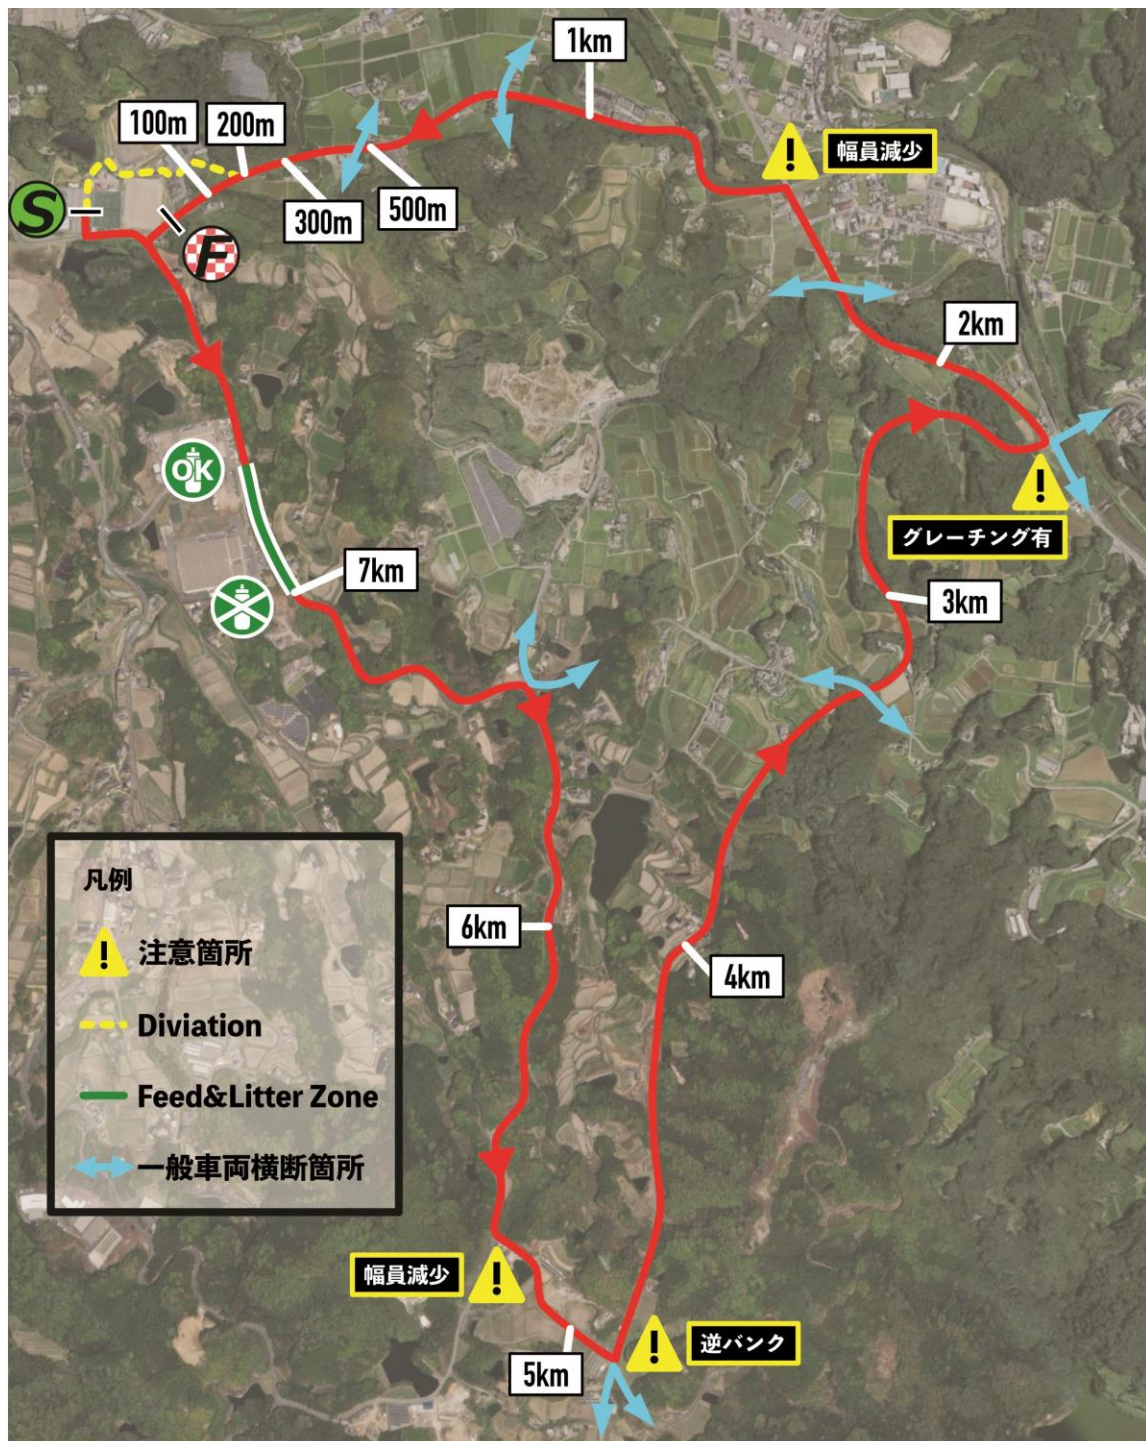 1km
100m
200m
!
幅員減少
S
300m
500m
F
2km
OK
!
グレーチング有
7km
3km
凡例
! 注意箇所
Diviation
Feed&Litter Zone
一般車両横断箇所
6km
4km
幅員減少
!
!
逆バンク
5km